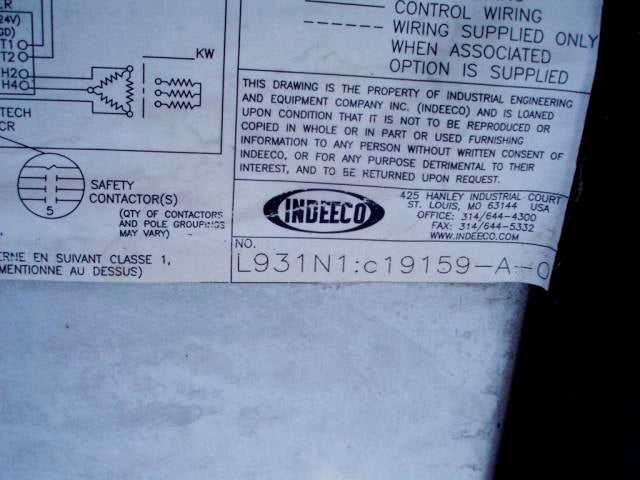 CONTROL WIRING
WIRING SUPPLIED ONLY
WHEN ASSOCIATED
OPTION IS SUPPLIED
24V)
T1
T2
H2
H4
KW
TECH
CR
THIS DRAWING IS THE PROPERTY OF INDUSTRIAL ENGINEERING
AND EQUIPMENT COMPANY INC. (INDEECO) AND IS LOANED
UPON CONDITION THAT IT IS NOT TO BE REPRODUCED OR
COPIED IN WHOLE OR IN PART OR USED FURNISHING
INFORMATION TO ANY PERSON WITHOUT WRITTEN CONSENT OF
INDEECO, OR FOR ANY PURPOSE DETRIMENTAL TO THEIR
INTEREST, AND TO BE RETURNED UPON REQUEST.
5
SAFETY
CONTACTOR(S)
(QTY OF CONTACTORS
AND POLE GROUPINGS
MAY VARY)
INDEECO
425 HANLEY INDUSTRIAL COURT
ST. LOUIS, MO 63144 USA
OFFICE: 314/644-4300
FAX: 314/644-5332
WWW.INDEECO.COM
ERNE EN SUIVANT CLASSE 1,
MENTIONNE AU DESSUS)
NO.
L931N1:c19159-A-0